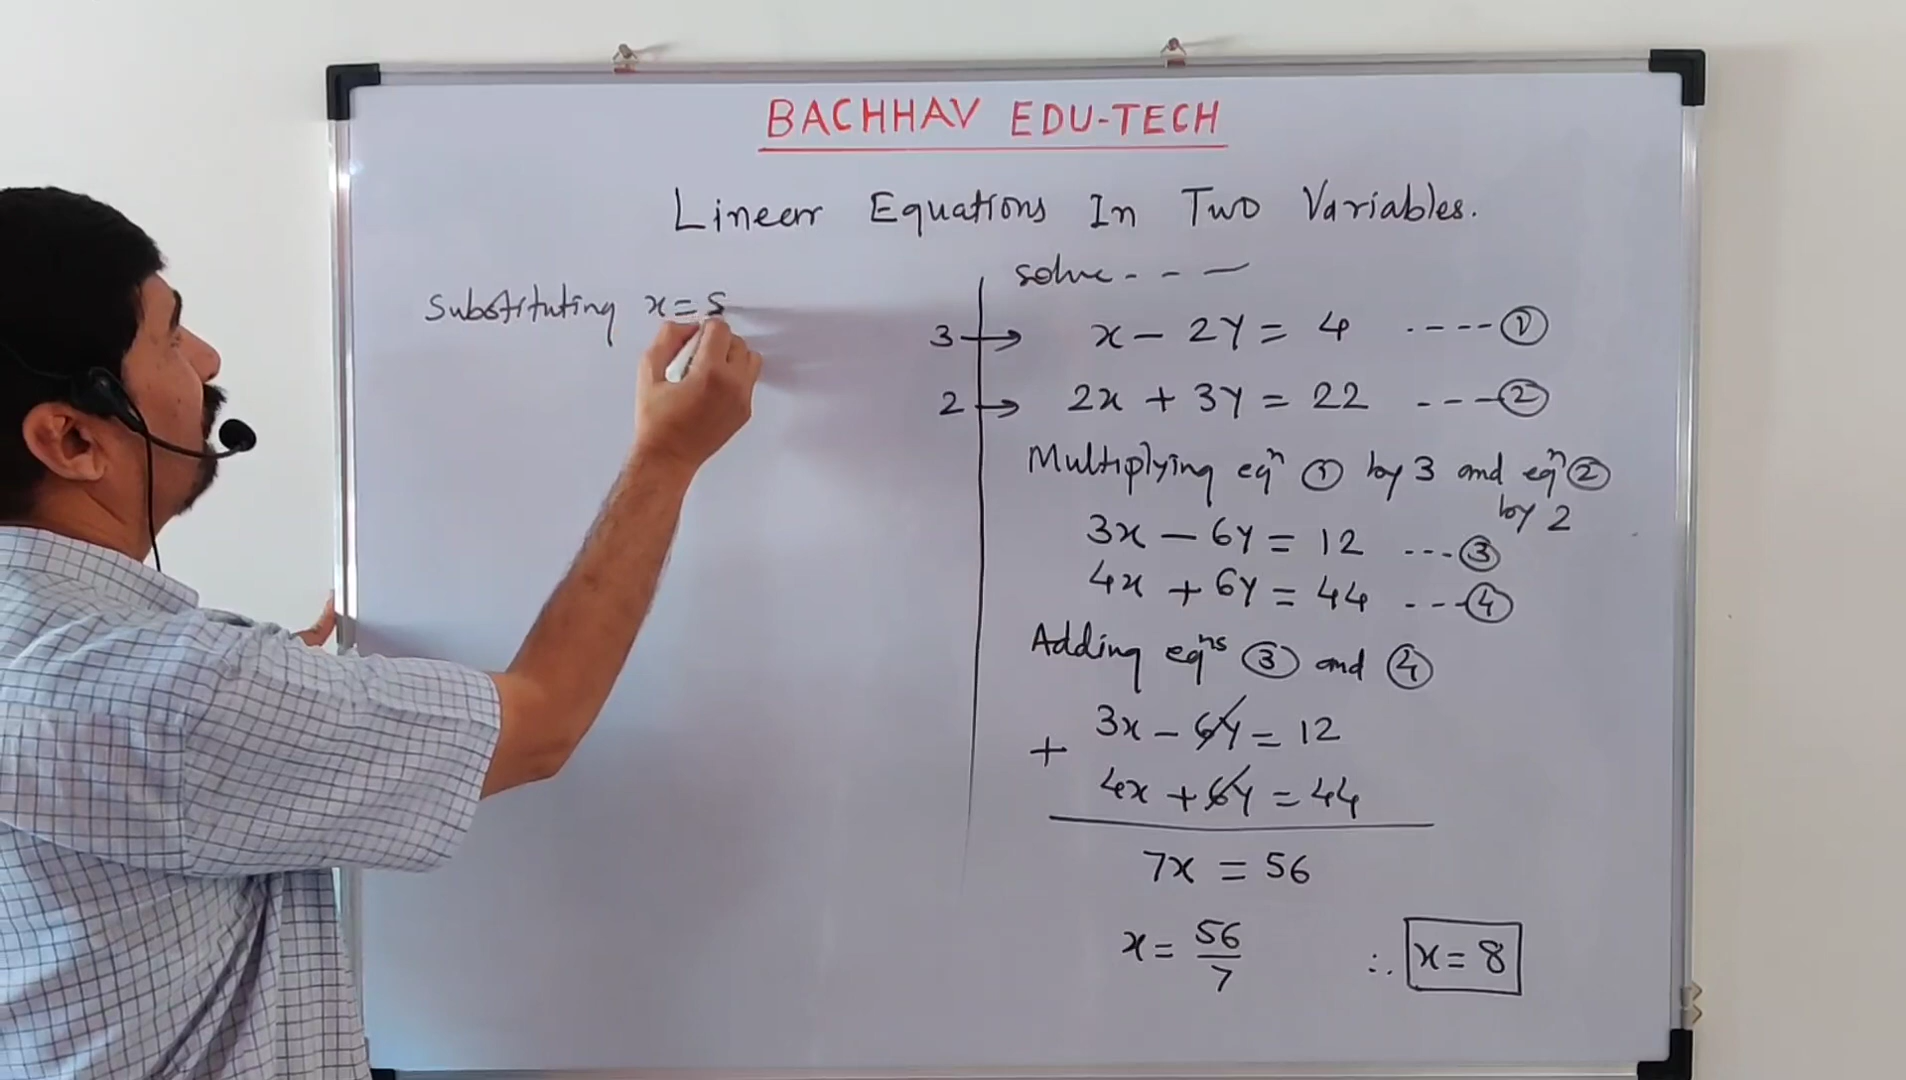 BACHHAV EDU-TECH
Linear Equations In Two Variables.
Substituting x=
solve - - —
3 → x - 2y = 4 ----①
2 → 2x + 3y = 22 ---②
Multiplying eqⁿ ① by 3 and eqⁿ ②
by 2
3x - 6y = 12 ---③
4x + 6y = 44 ---④
Adding eqⁿˢ ③ and ④
3x - 6y = 12
+
4x + 6y = 44
7x = 56
x = 56/7 ∴ x = 8